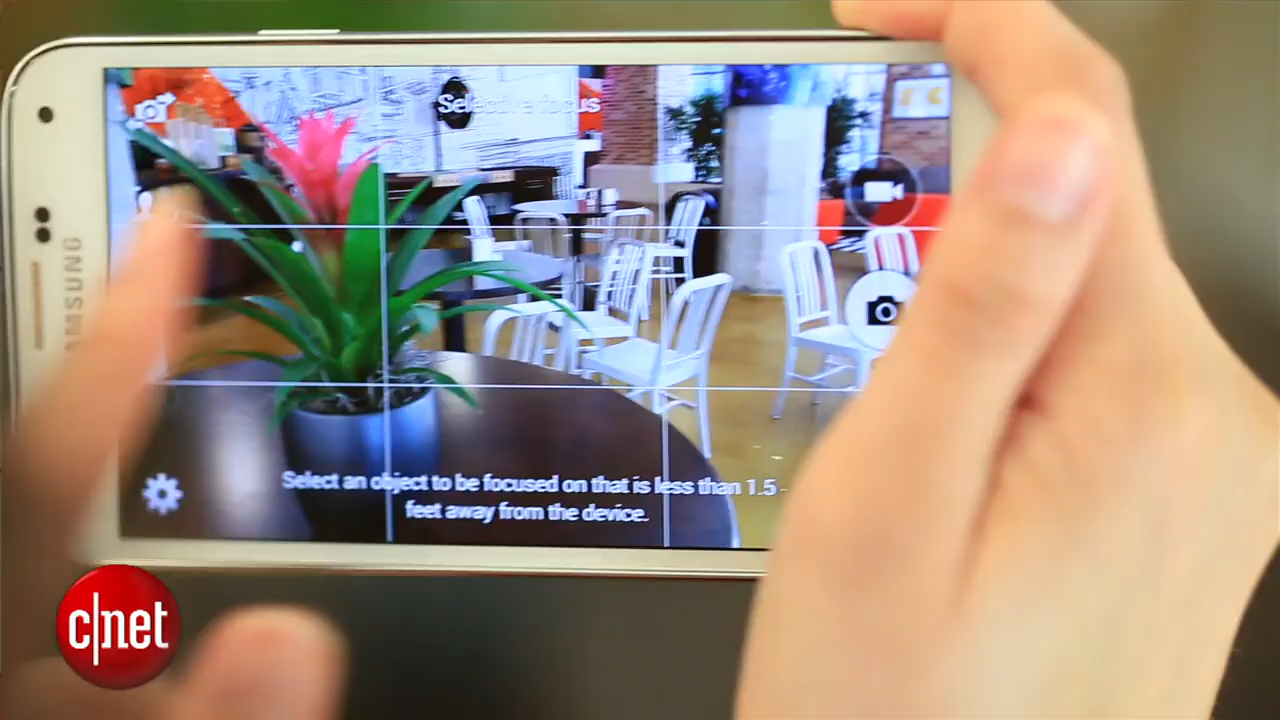 Selective focus
SAMSUNG
Select an object to be focused on that is less than 1.5 -
feet away from the device.
c|net